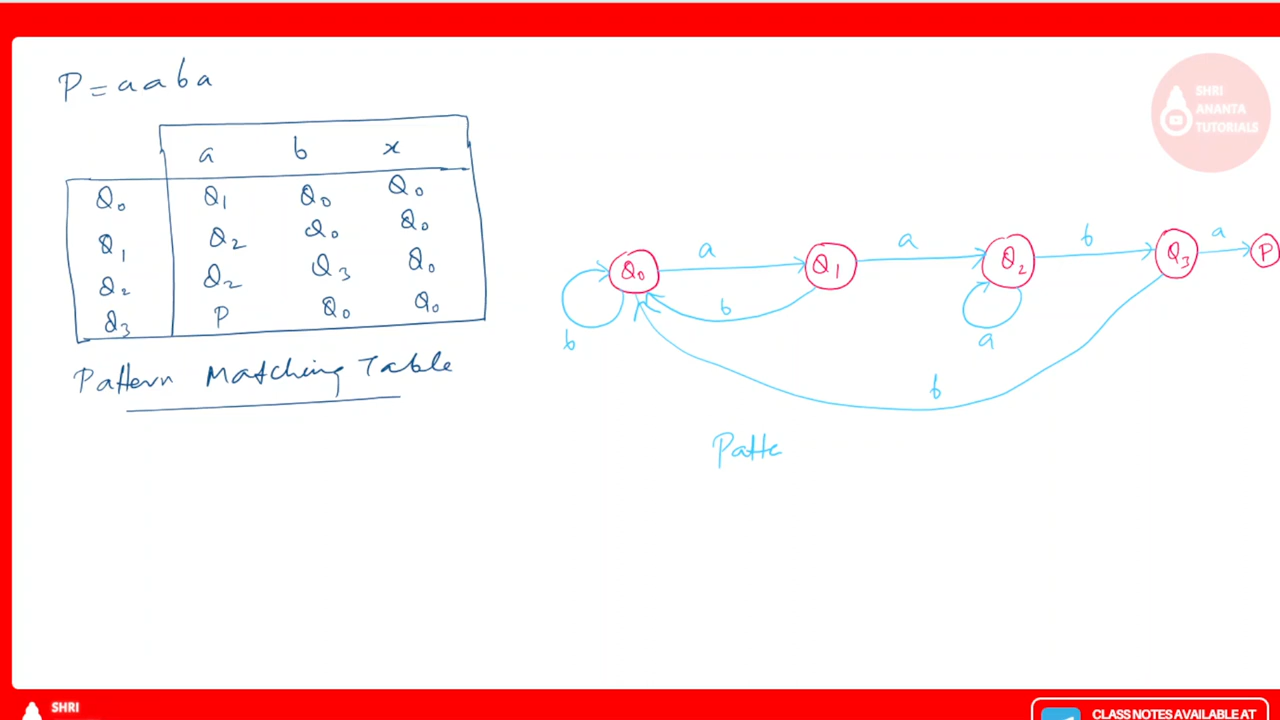 P = a a b a
SHRI
ANANTA
TUTORIALS
a b x
Q0 Q1 Q0 Q0
Q1 Q2 Q0 Q0
Q2 Q2 Q3 Q0
Q3 P Q0 Q0
Pattern Matching Table
a a b a
Q0 Q1 Q2 Q3 P
b b a
b
Patte
SHRI
CLASS NOTES AVAILABLE AT